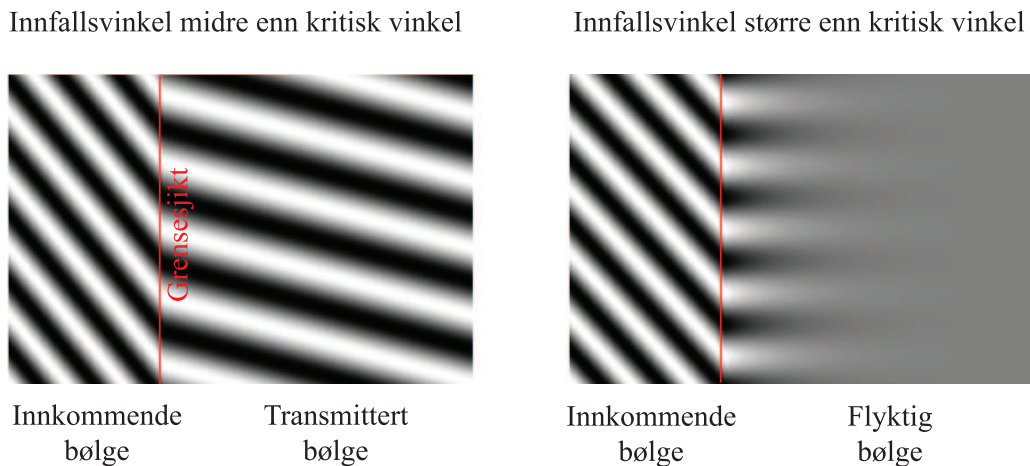 Innfallsvinkel midre enn kritisk vinkel
Innfallsvinkel større enn kritisk vinkel
Grensesjikt
Innkommende
bølge
Transmittert
bølge
Innkommende
bølge
Flyktig
bølge